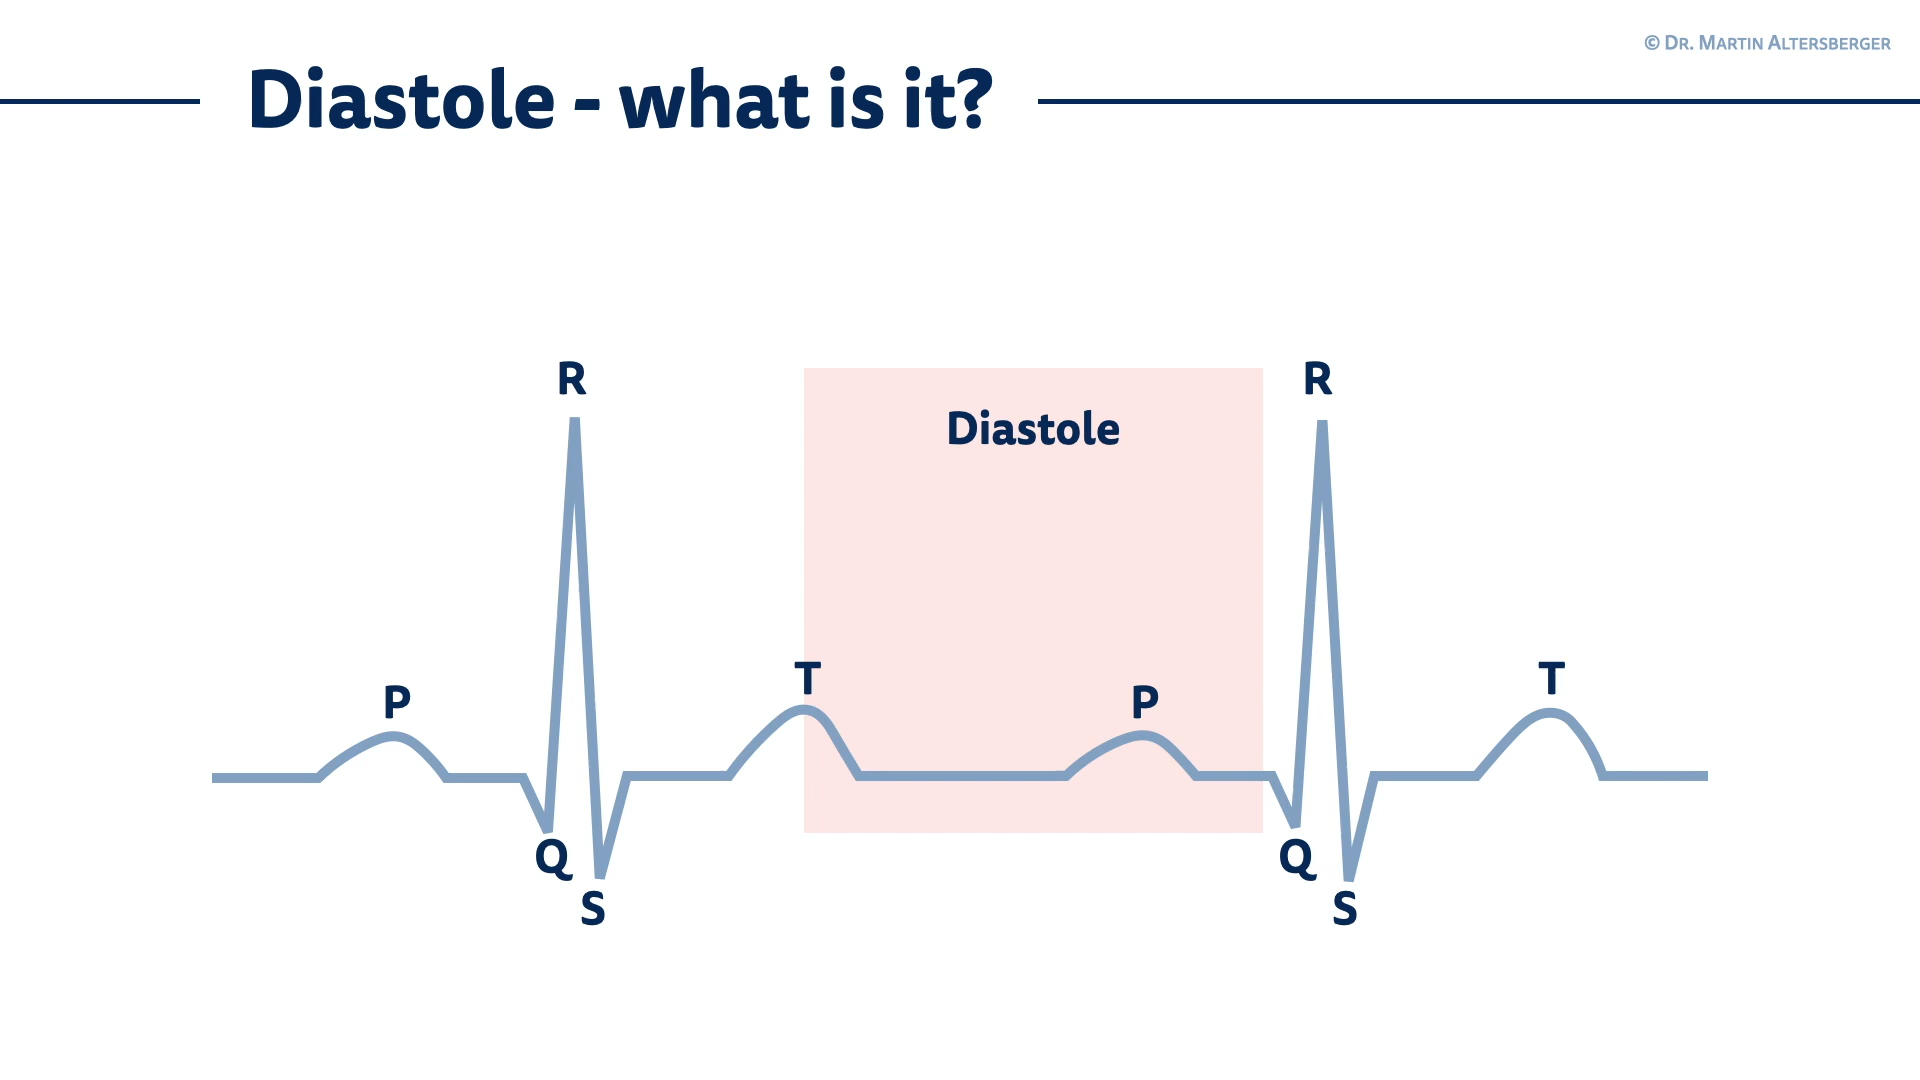 © Dr. Martin Altersberger
Diastole - what is it?
R
R
Diastole
T
T
P
P
Q
Q
S
S